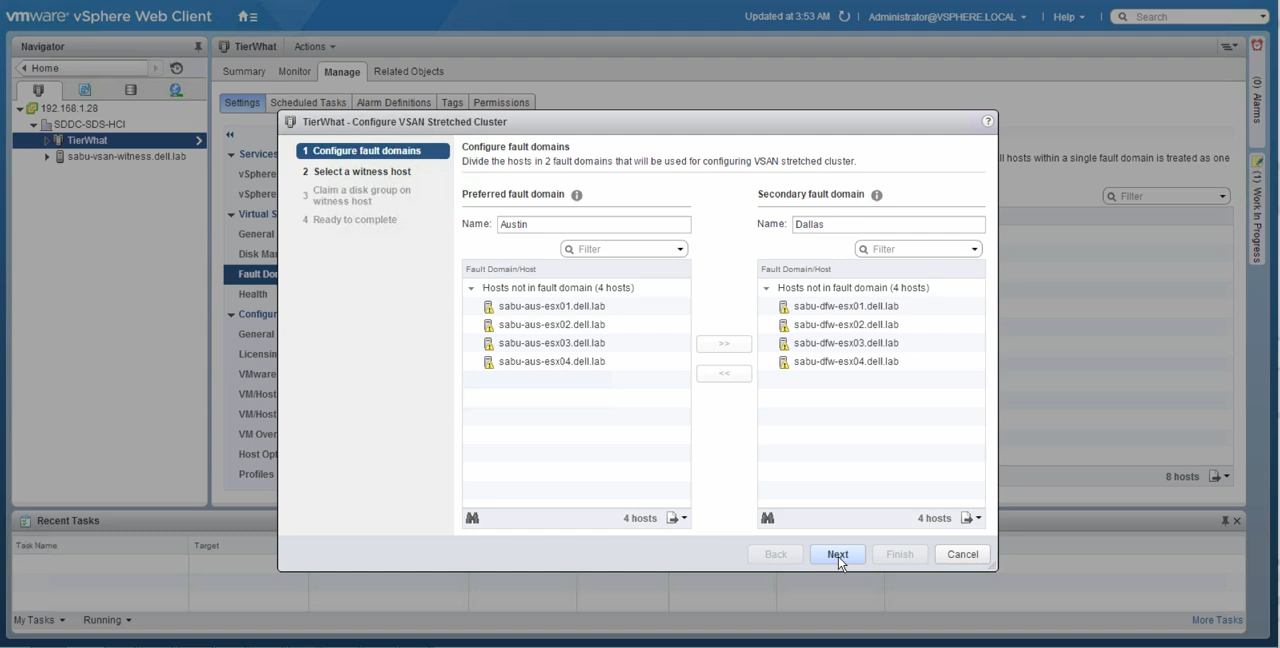 vmware® vSphere Web Client
Updated at 3:53 AM
Administrator@VSPHERE.LOCAL
Help
Search
Navigator
Home
192.168.1.28
SDDC-SDS-HCI
TierWhat
sabu-vsan-witness.dell.lab
TierWhat
Actions
Summary
Monitor
Manage
Related Objects
Settings
Scheduled Tasks
Alarm Definitions
Tags
Permissions
Services
vSphere
vSphere
Virtual S
General
Disk Ma
Fault Do
Health
Configur
General
Licensin
VMware
VM/Host
VM/Host
VM Over
Host Opt
Profiles
ll hosts within a single fault domain is treated as one
Filter
8 hosts
(0) Alarms
(1) Work In Progress
TierWhat - Configure VSAN Stretched Cluster
1 Configure fault domains
2 Select a witness host
3 Claim a disk group on
witness host
4 Ready to complete
Configure fault domains
Divide the hosts in 2 fault domains that will be used for configuring VSAN stretched cluster.
Preferred fault domain
Name: Austin
Filter
Fault Domain/Host
Hosts not in fault domain (4 hosts)
sabu-aus-esx01.dell.lab
sabu-aus-esx02.dell.lab
sabu-aus-esx03.dell.lab
sabu-aus-esx04.dell.lab
4 hosts
>>
<<
Secondary fault domain
Name: Dallas
Filter
Fault Domain/Host
Hosts not in fault domain (4 hosts)
sabu-dfw-esx01.dell.lab
sabu-dfw-esx02.dell.lab
sabu-dfw-esx03.dell.lab
sabu-dfw-esx04.dell.lab
4 hosts
Back
Next
Finish
Cancel
Recent Tasks
Task Name
Target
My Tasks
Running
More Tasks